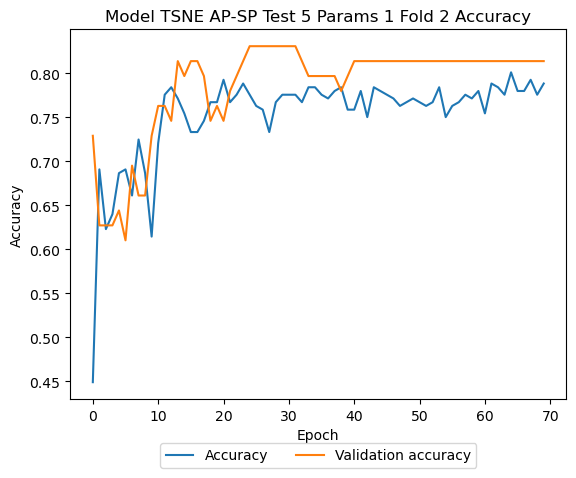 Model TSNE AP-SP Test 5 Params 1 Fold 2 Accuracy
Accuracy
0.80
0.75
0.70
0.65
0.60
0.55
0.50
0.45
0 10 20 30 40 50 60 70
Epoch
Accuracy Validation accuracy